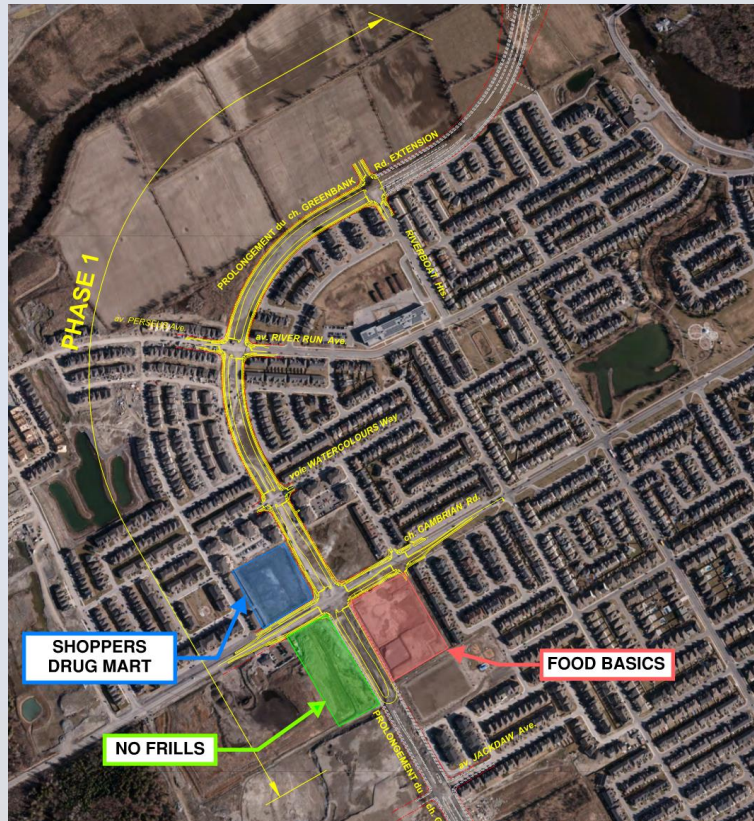 Rd. EXTENSION
PROLONGEMENT du ch. GREENBANK
RIVERBOAT Hts.
PHASE 1
av. PERSEUS Ave.
av. RIVER RUN Ave.
voie WATERCOLOURS Way
ch. CAMBRIAN Rd.
SHOPPERS
DRUG MART
FOOD BASICS
NO FRILLS
PROLONGEMENT du ch. G
av. JACKDAW Ave.